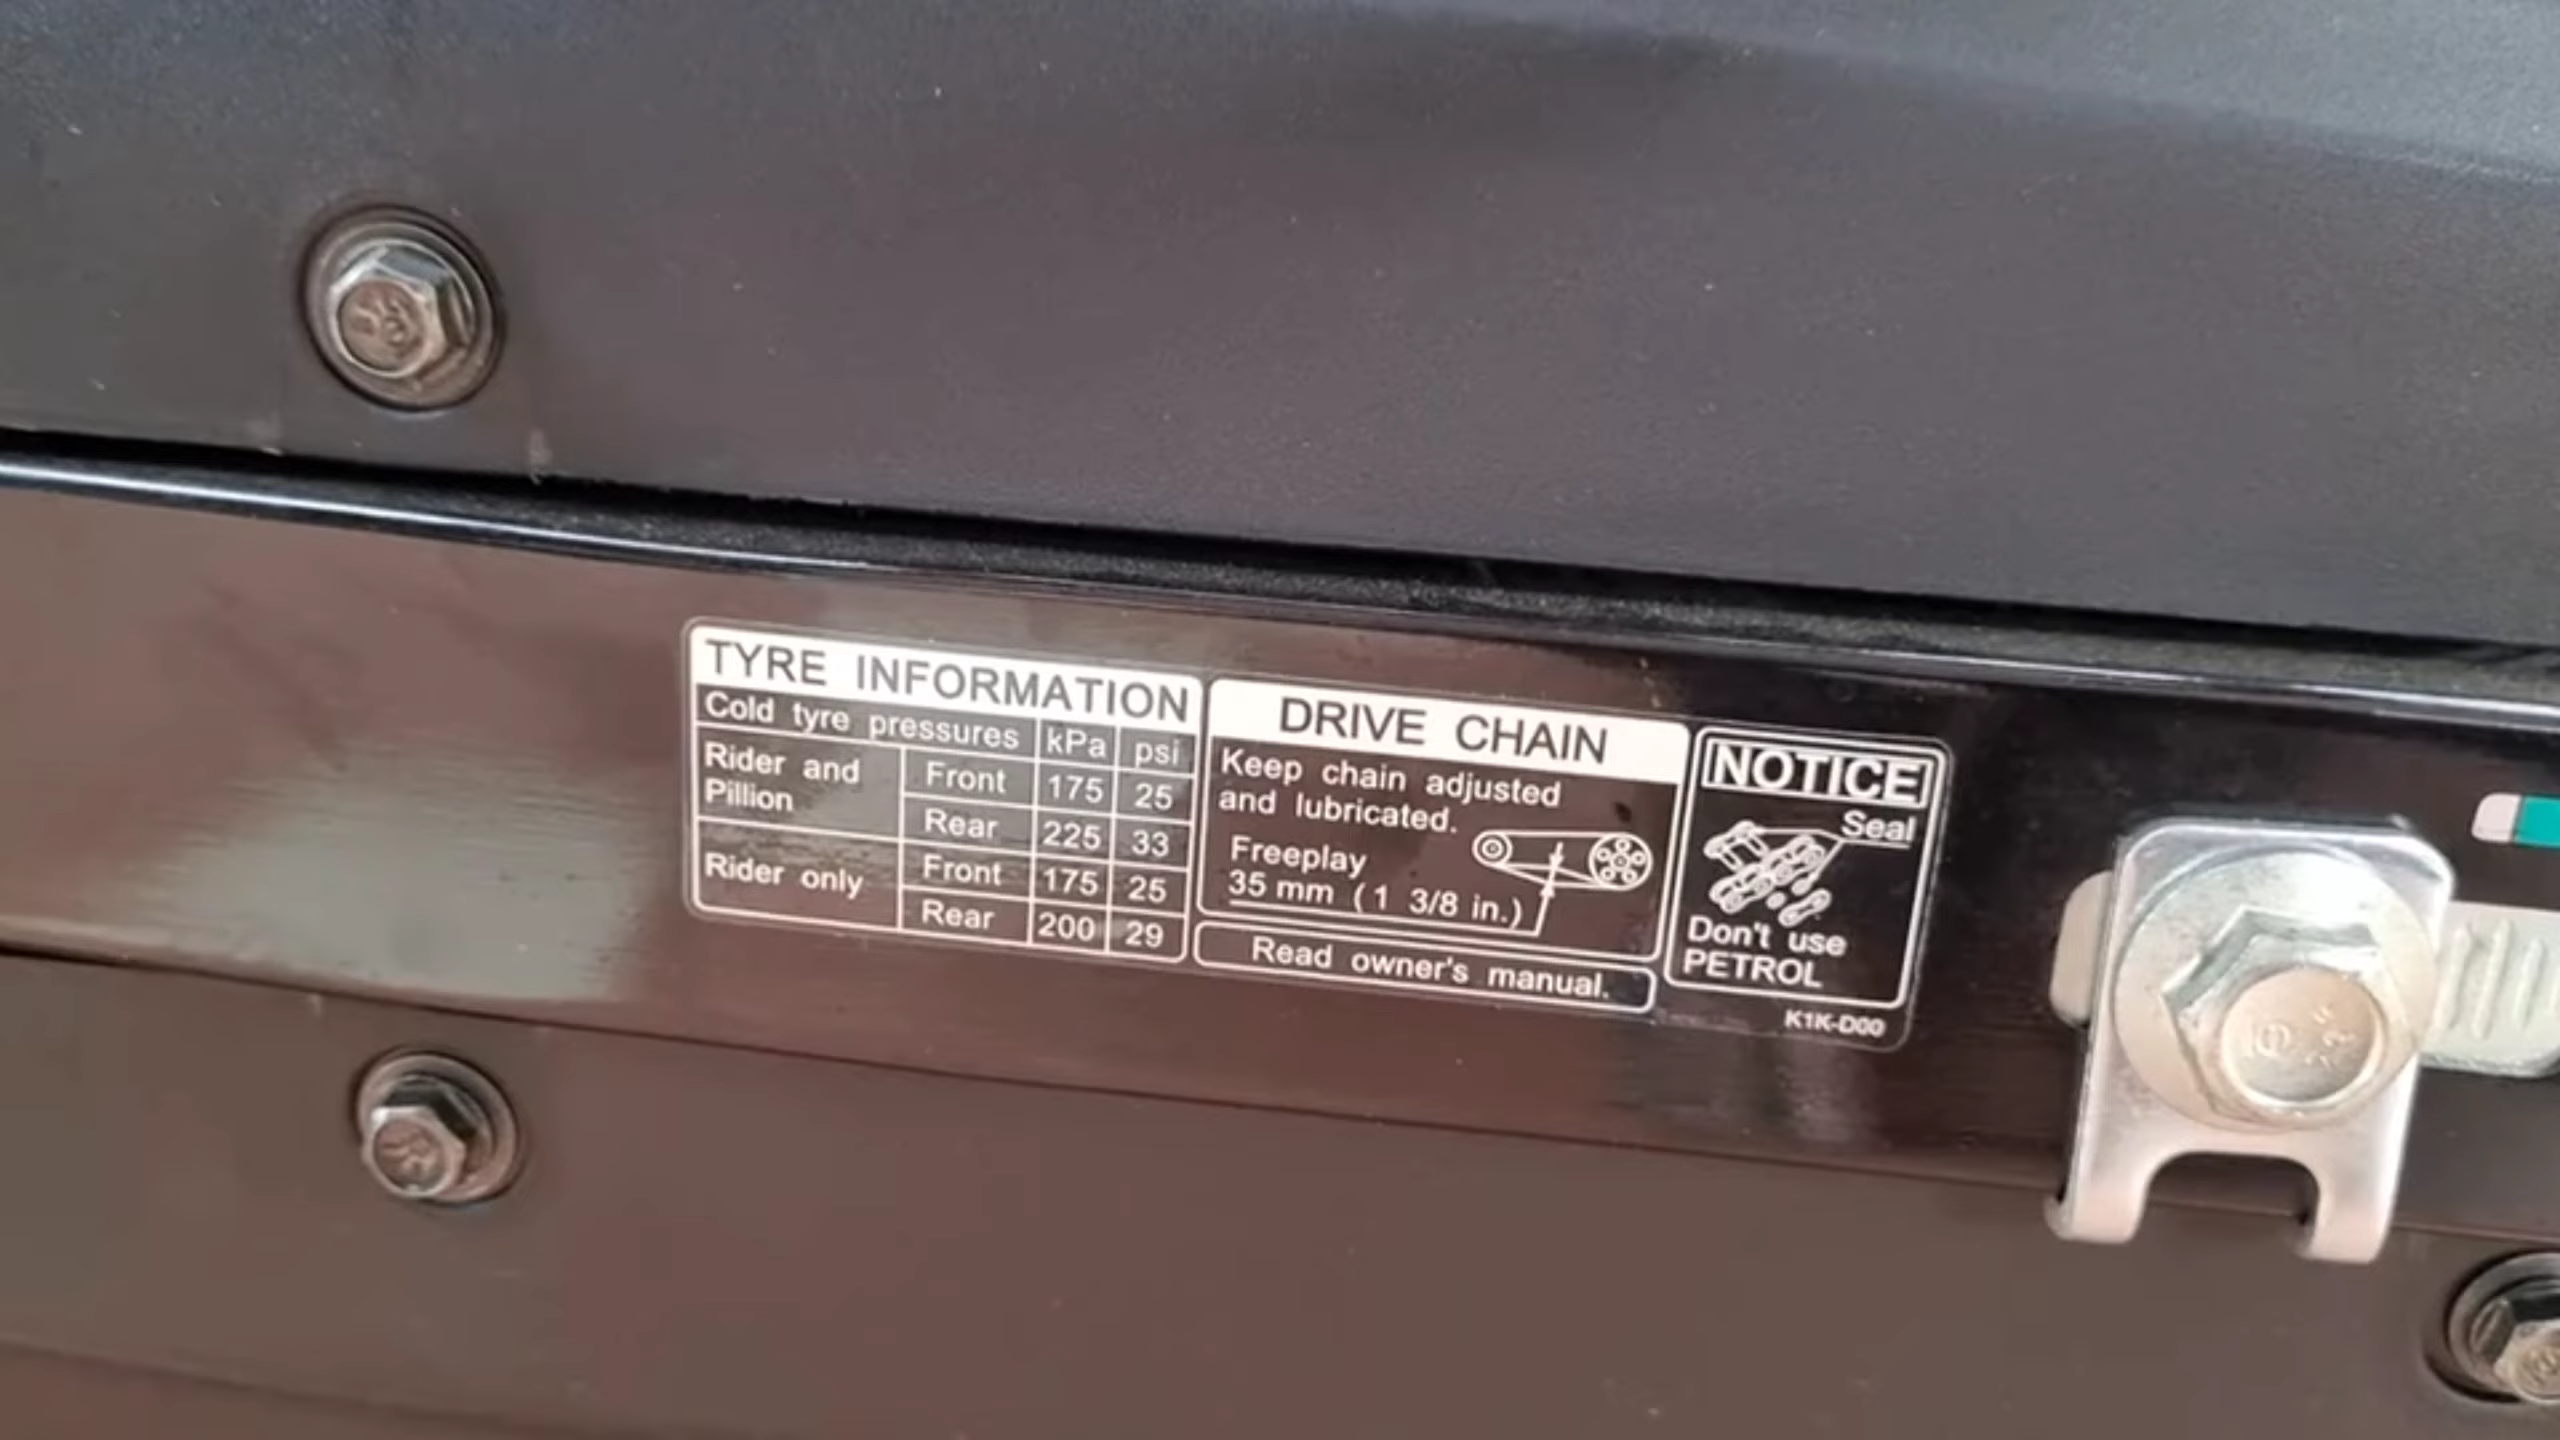 TYRE INFORMATION
Cold tyre pressures kPa psi
Rider and Pillion Front 175 25
Rear 225 33
Rider only Front 175 25
Rear 200 29
DRIVE CHAIN
Keep chain adjusted
and lubricated.
Freeplay
35 mm (1 3/8 in.)
Read owner's manual.
NOTICE
Seal
Don't use
PETROL
K1K-D00